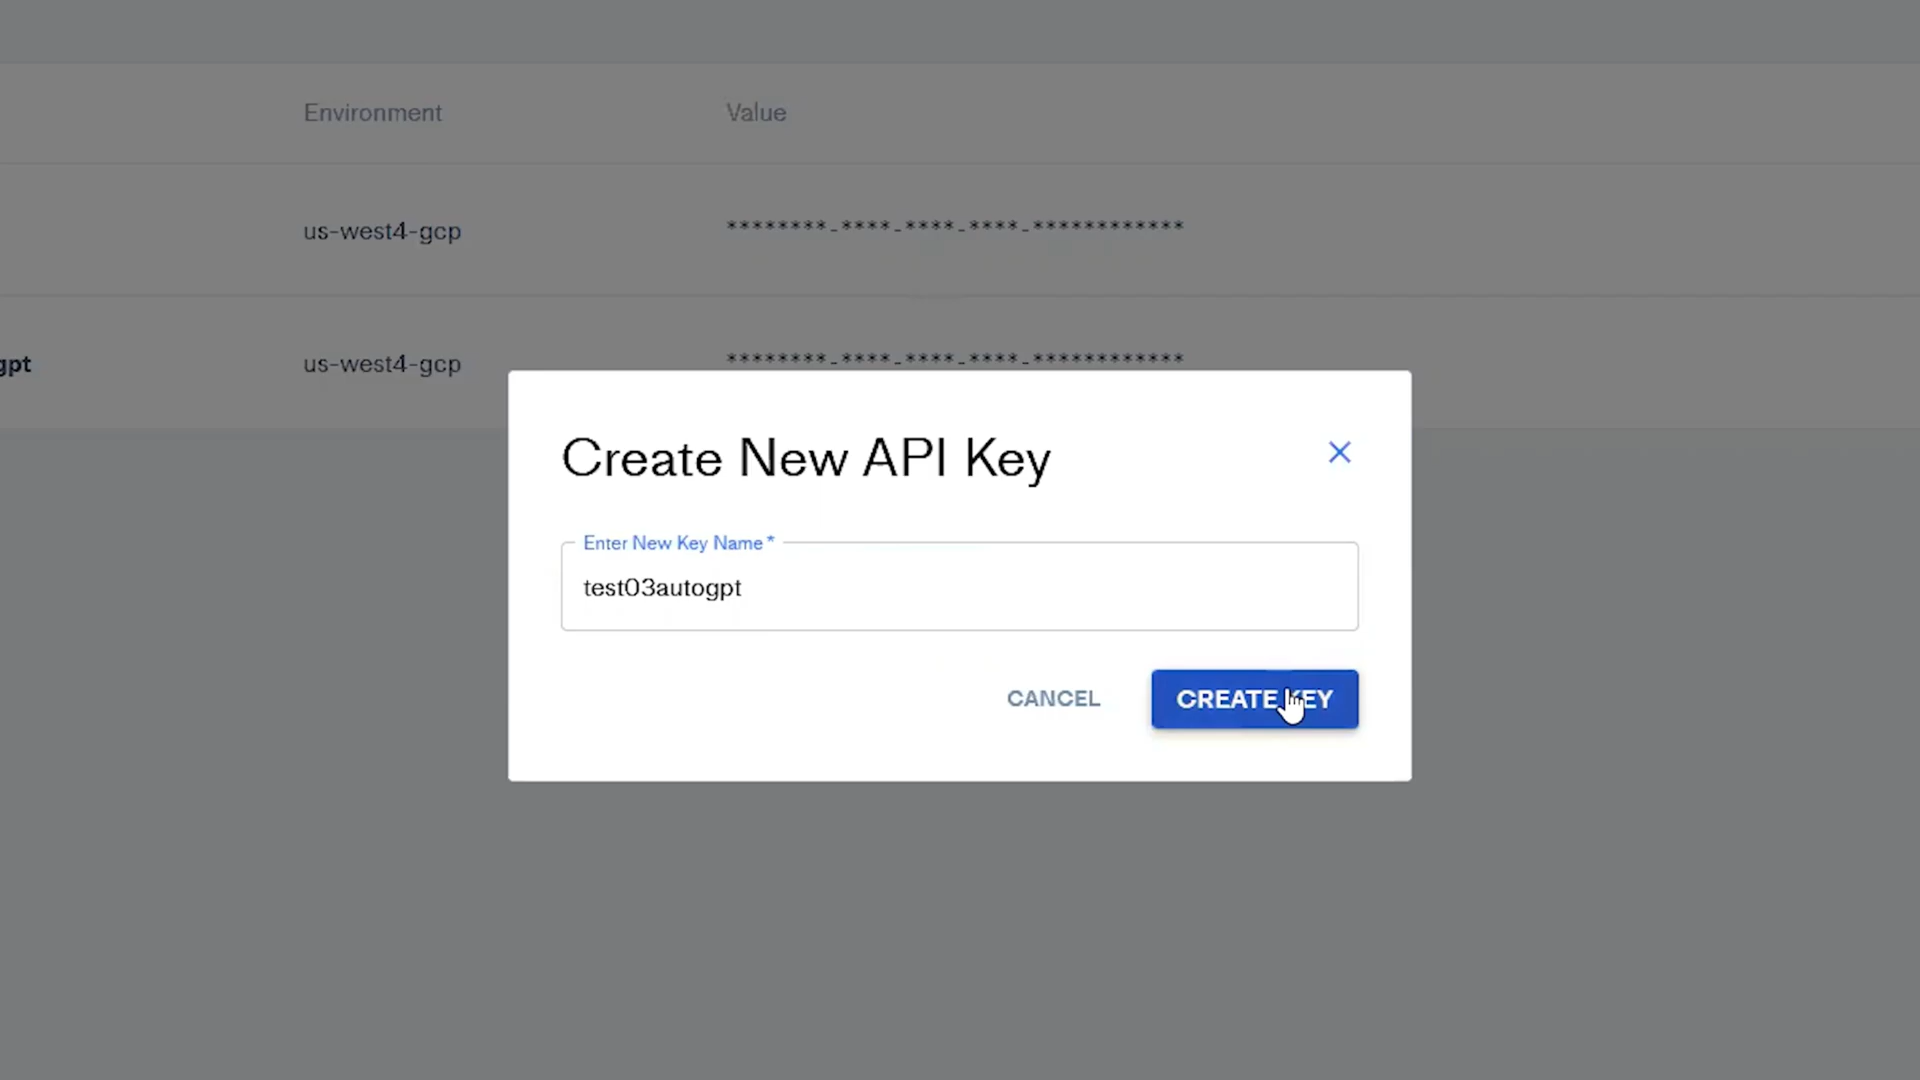 Environment Value
us-west4-gcp ********-****-****-****-************
gpt us-west4-gcp ********-****-****-****-************
Create New API Key
Enter New Key Name *
test03autogpt
CANCEL CREATE KEY